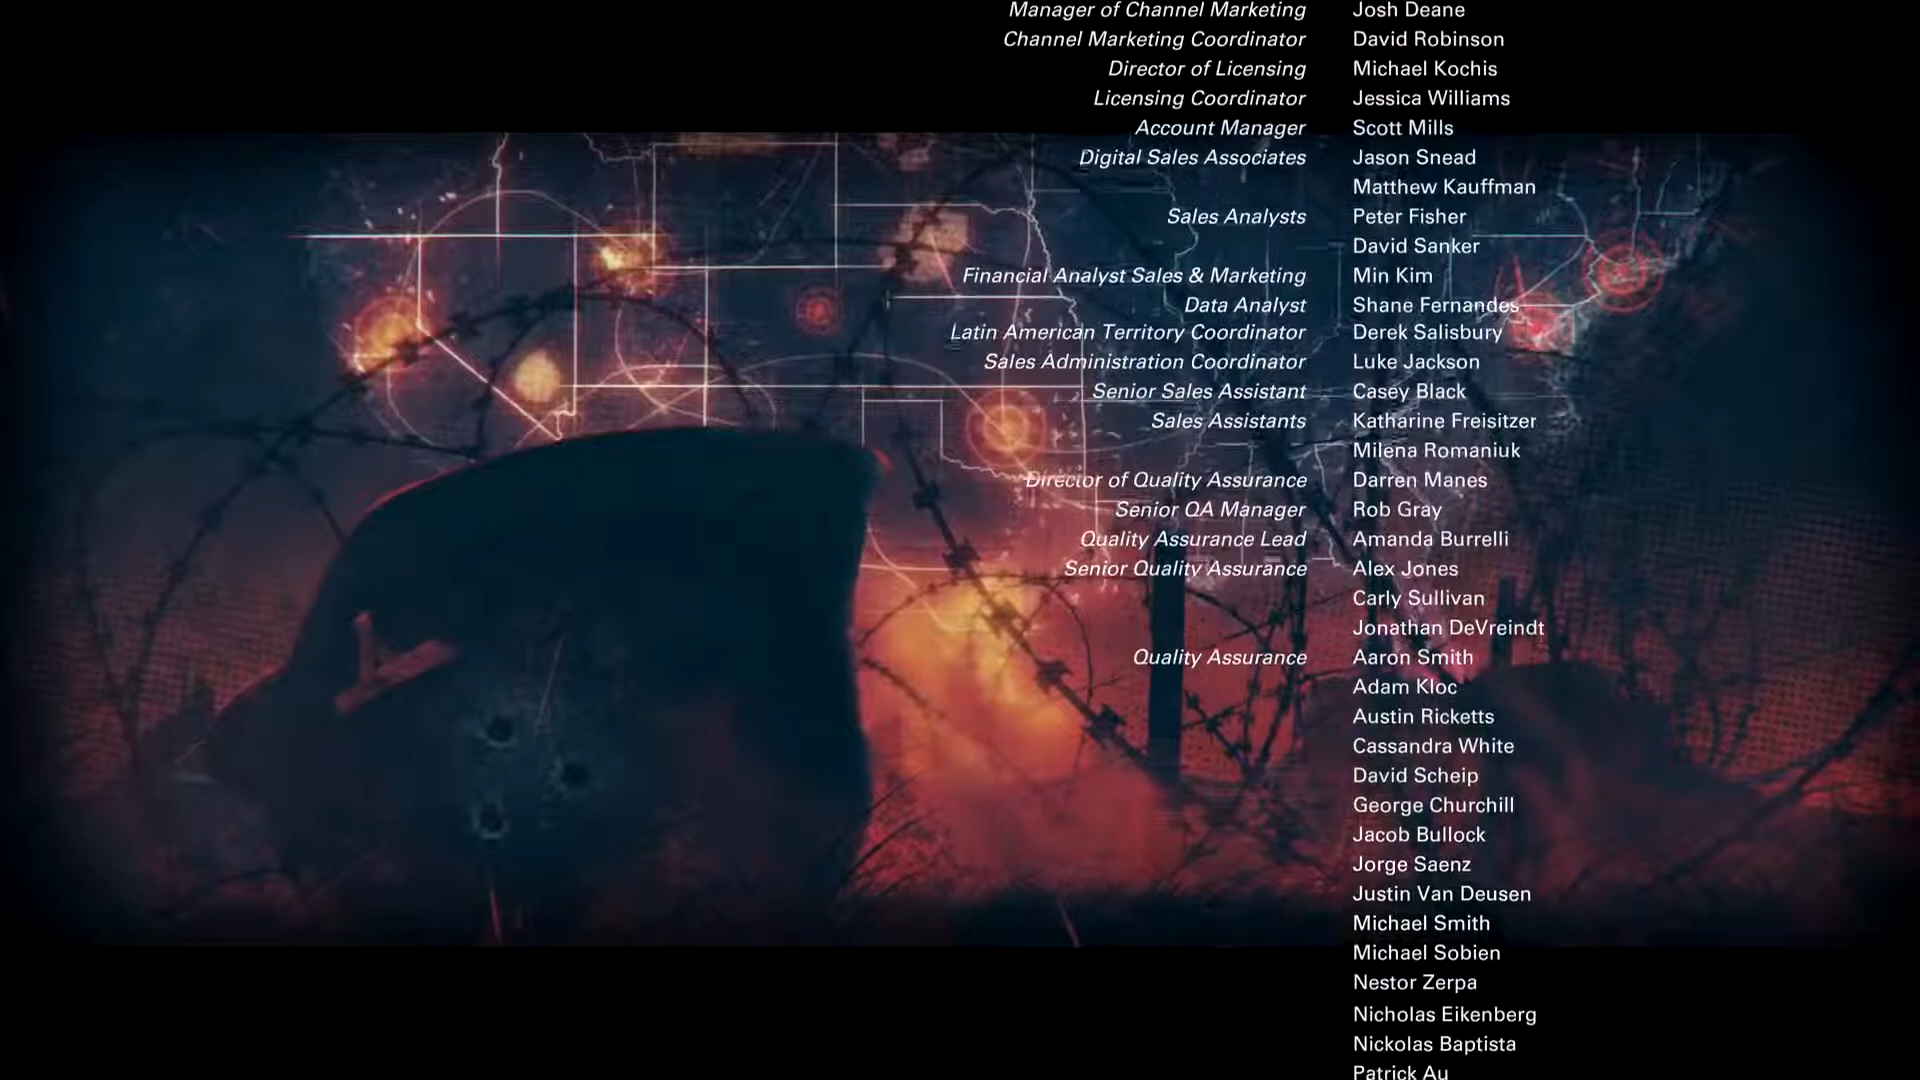 Manager of Channel Marketing Josh Deane
Channel Marketing Coordinator David Robinson
Director of Licensing Michael Kochis
Licensing Coordinator Jessica Williams
Account Manager Scott Mills
Digital Sales Associates Jason Snead
Matthew Kauffman
Sales Analysts Peter Fisher
David Sanker
Financial Analyst Sales & Marketing Min Kim
Data Analyst Shane Fernandes
Latin American Territory Coordinator Derek Salisbury
Sales Administration Coordinator Luke Jackson
Senior Sales Assistant Casey Black
Sales Assistants Katharine Freisitzer
Milena Romaniuk
Director of Quality Assurance Darren Manes
Senior QA Manager Rob Gray
Quality Assurance Lead Amanda Burrelli
Senior Quality Assurance Alex Jones
Carly Sullivan
Jonathan DeVreindt
Quality Assurance Aaron Smith
Adam Kloc
Austin Ricketts
Cassandra White
David Scheip
George Churchill
Jacob Bullock
Jorge Saenz
Justin Van Deusen
Michael Smith
Michael Sobien
Nestor Zerpa
Nicholas Eikenberg
Nickolas Baptista
Patrick Au